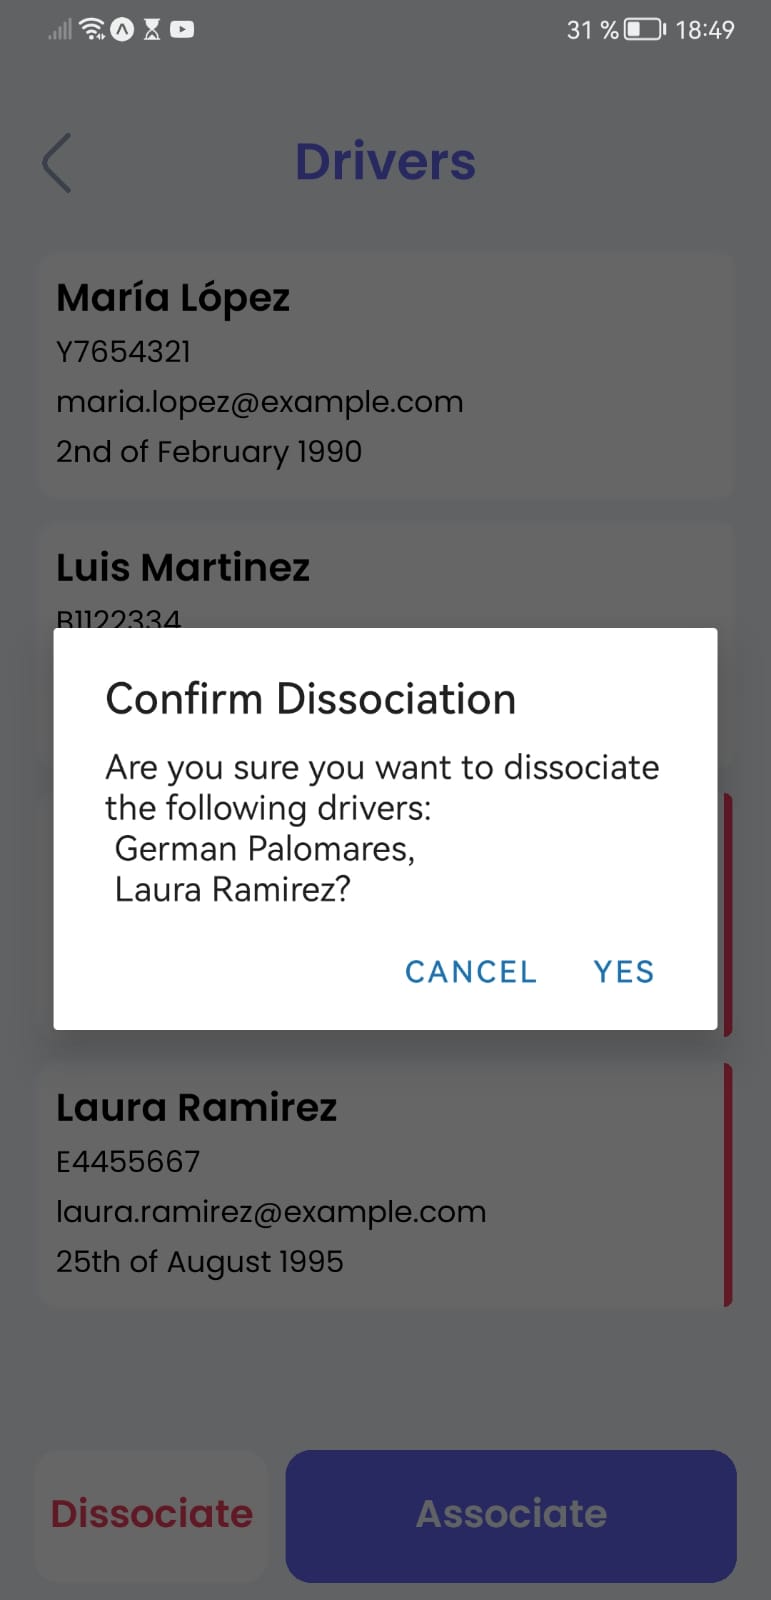 31 % 18:49
Drivers
María López
Y7654321
maria.lopez@example.com
2nd of February 1990
Luis Martinez
B1122334
Confirm Dissociation
Are you sure you want to dissociate
the following drivers:
German Palomares,
Laura Ramirez?
CANCEL YES
Laura Ramirez
E4455667
laura.ramirez@example.com
25th of August 1995
Dissociate Associate